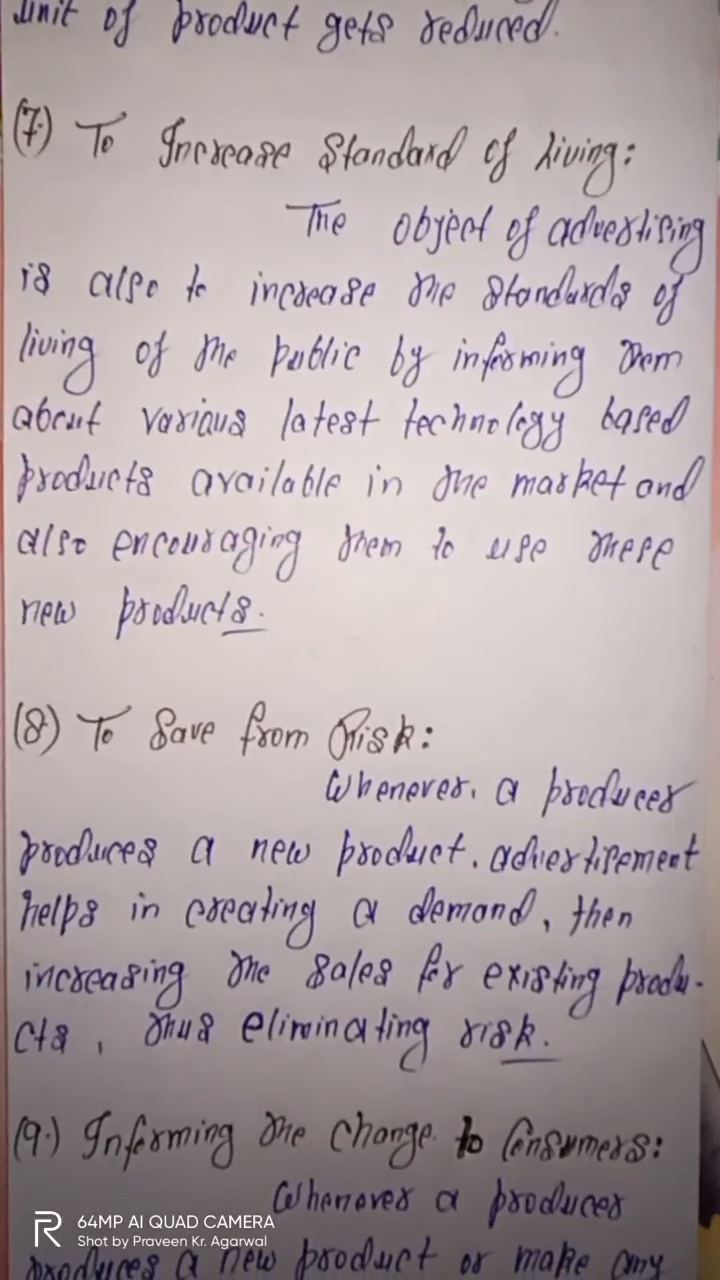 unit of product gets reduced.
(7.) To Increase Standard of Living:
The object of advertising
is also to increase the standards of
living of the public by informing them
about various latest technology based
products available in the market and
also encouraging them to use these
new products.
(8) To Save from Risk:
Whenever, a producer
produces a new product, advertisement
helps in creating a demand, then
increasing the sales for existing produ-
cts, thus eliminating risk.
(9.) Informing the Change to Consumers:
Whenever a producer
produces a new product or make any
64MP AI QUAD CAMERA
Shot by Praveen Kr. Agarwal